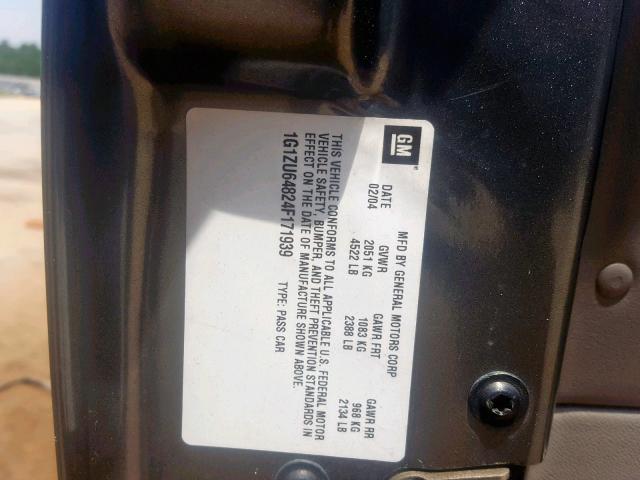 GM
MFD BY GENERAL MOTORS CORP
DATE GVWR GAWR FRT GAWR RR
02/04 2051 KG 1083 KG 968 KG
4522 LB 2388 LB 2134 LB
THIS VEHICLE CONFORMS TO ALL APPLICABLE U.S. FEDERAL MOTOR
VEHICLE SAFETY, BUMPER, AND THEFT PREVENTION STANDARDS IN
EFFECT ON THE DATE OF MANUFACTURE SHOWN ABOVE.
1G1ZU64824F171939 TYPE: PASS CAR